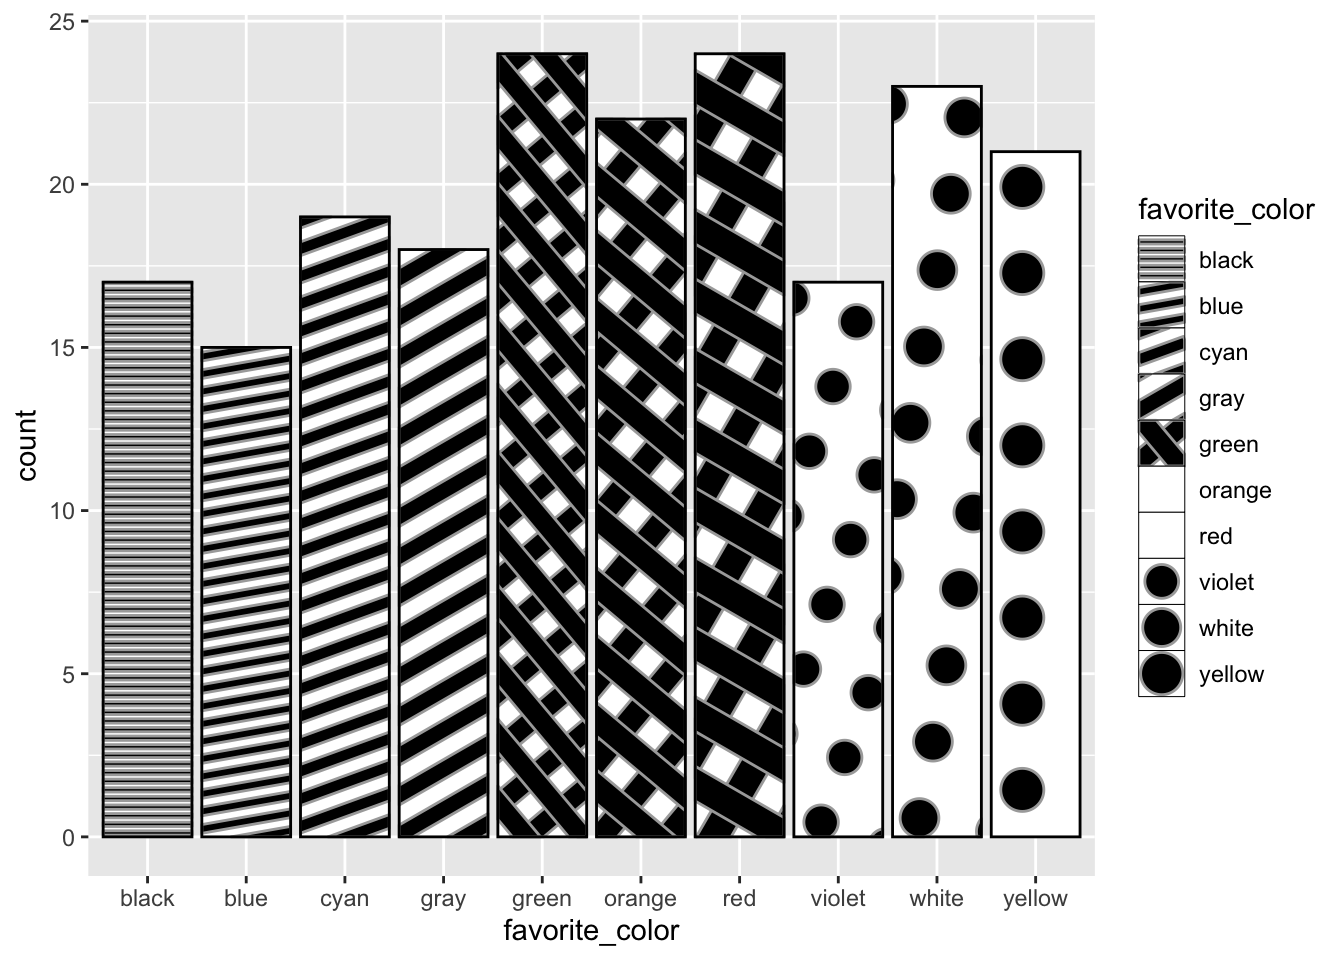 25
20
15
10
5
0
count
black blue cyan gray green orange red violet white yellow
favorite_color
favorite_color
black
blue
cyan
gray
green
orange
red
violet
white
yellow